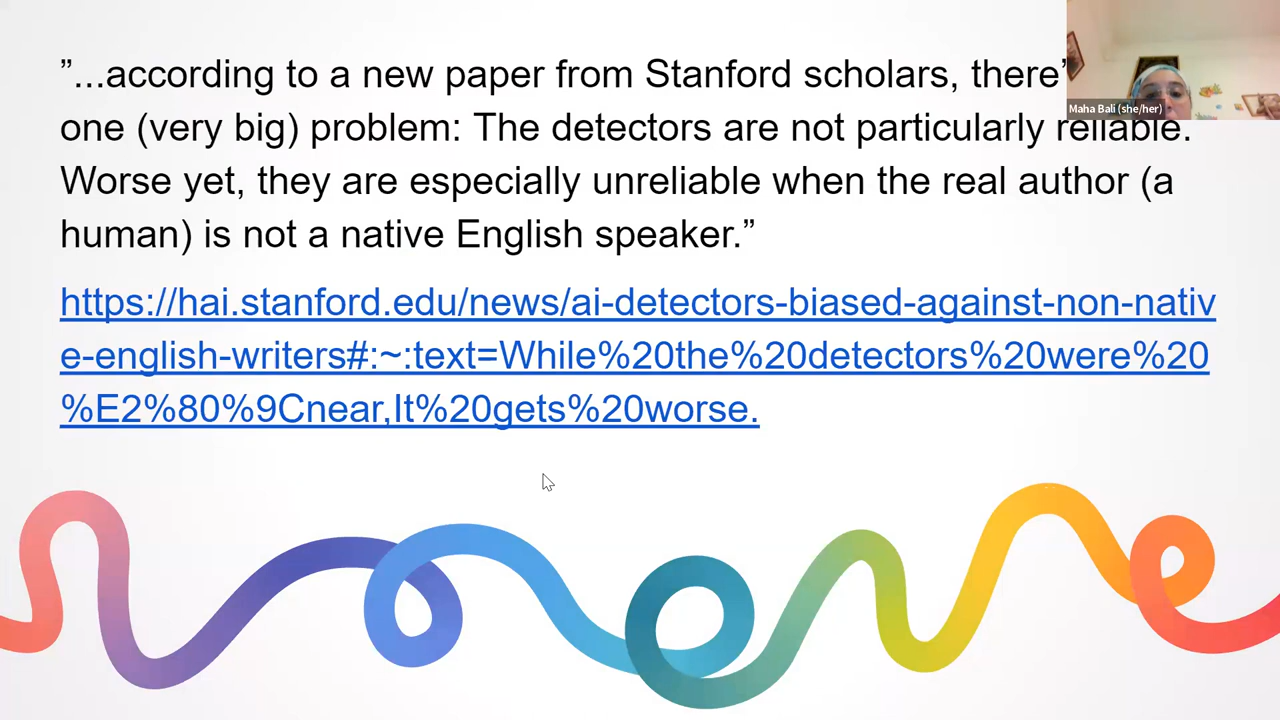 ”...according to a new paper from Stanford scholars, there’
one (very big) problem: The detectors are not particularly reliable.
Worse yet, they are especially unreliable when the real author (a
human) is not a native English speaker.”
https://hai.stanford.edu/news/ai-detectors-biased-against-non-nativ
e-english-writers#:~:text=While%20the%20detectors%20were%20
%E2%80%9Cnear,It%20gets%20worse.
Maha Bali (she/her)